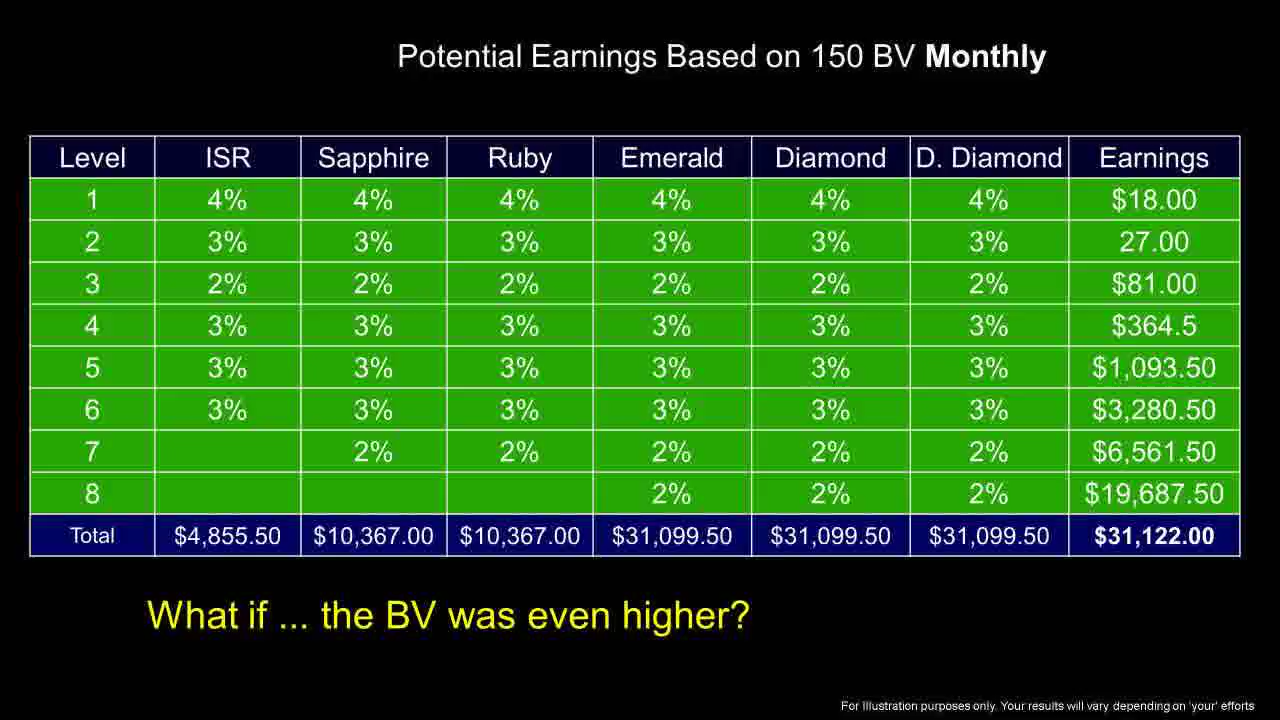 Potential Earnings Based on 150 BV Monthly
Level ISR Sapphire Ruby Emerald Diamond D. Diamond Earnings
1 4% 4% 4% 4% 4% 4% $18.00
2 3% 3% 3% 3% 3% 3% 27.00
3 2% 2% 2% 2% 2% 2% $81.00
4 3% 3% 3% 3% 3% 3% $364.5
5 3% 3% 3% 3% 3% 3% $1,093.50
6 3% 3% 3% 3% 3% 3% $3,280.50
7 2% 2% 2% 2% 2% $6,561.50
8 2% 2% 2% $19,687.50
Total $4,855.50 $10,367.00 $10,367.00 $31,099.50 $31,099.50 $31,099.50 $31,122.00
What if ... the BV was even higher?
For Illustration purposes only. Your results will vary depending on 'your' efforts